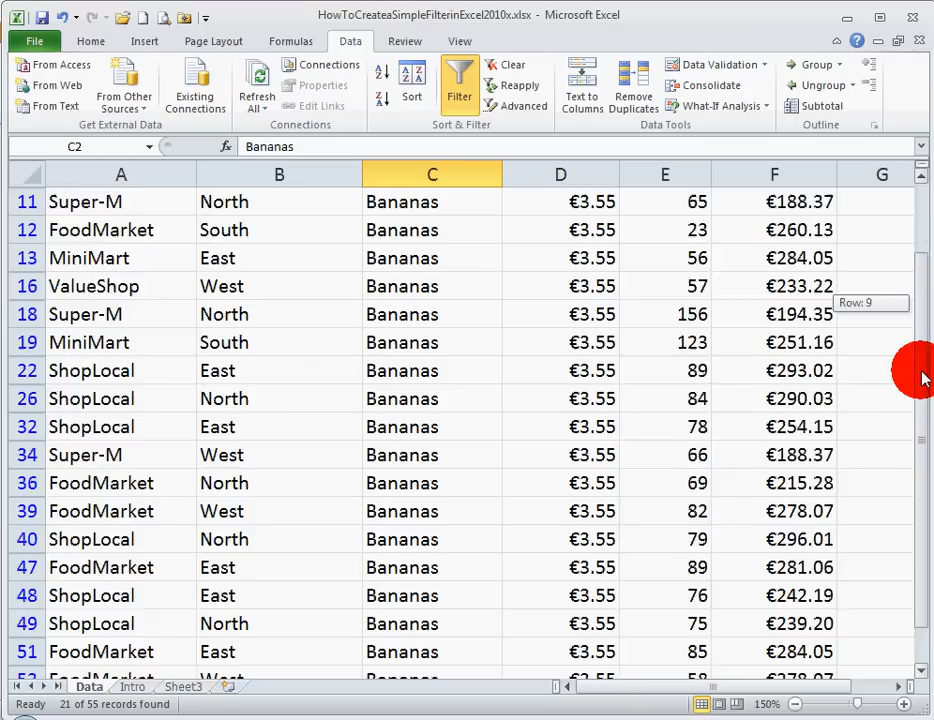 HowToCreateaSimpleFilterinExcel2010x.xlsx - Microsoft Excel
File Home Insert Page Layout Formulas Data Review View
From Access
From Web
From Text
From Other Sources
Existing Connections
Get External Data
Refresh All
Connections
Properties
Edit Links
Connections
Sort
Filter
Clear
Reapply
Advanced
Sort & Filter
Text to Columns
Remove Duplicates
Data Validation
Consolidate
What-If Analysis
Data Tools
Group
Ungroup
Subtotal
Outline
C2 fx Bananas
A B C D E F G
11 Super-M North Bananas €3.55 65 €188.37
12 FoodMarket South Bananas €3.55 23 €260.13
13 MiniMart East Bananas €3.55 56 €284.05
16 ValueShop West Bananas €3.55 57 €233.22
Row: 9
18 Super-M North Bananas €3.55 156 €194.35
19 MiniMart South Bananas €3.55 123 €251.16
22 ShopLocal East Bananas €3.55 89 €293.02
26 ShopLocal North Bananas €3.55 84 €290.03
32 ShopLocal East Bananas €3.55 78 €254.15
34 Super-M West Bananas €3.55 66 €188.37
36 FoodMarket North Bananas €3.55 69 €215.28
39 FoodMarket West Bananas €3.55 82 €278.07
40 ShopLocal North Bananas €3.55 79 €296.01
47 FoodMarket East Bananas €3.55 89 €281.06
48 ShopLocal East Bananas €3.55 76 €242.19
49 ShopLocal North Bananas €3.55 75 €239.20
51 FoodMarket East Bananas €3.55 85 €284.05
53 FoodMarket West Bananas €3.55 58 €278.07
Data Intro Sheet3
Ready 21 of 55 records found 150%